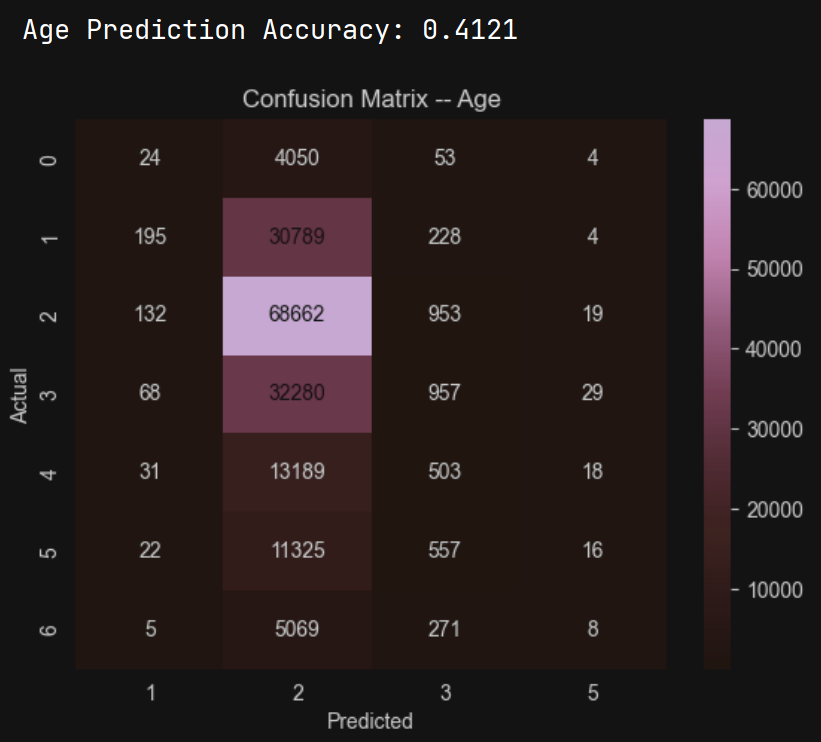 Age Prediction Accuracy: 0.4121
Confusion Matrix -- Age
0 24 4050 53 4
1 195 30789 228 4
2 132 68662 953 19
3 68 32280 957 29
4 31 13189 503 18
5 22 11325 557 16
6 5 5069 271 8
1 2 3 5
Predicted
Actual
60000
50000
40000
30000
20000
10000